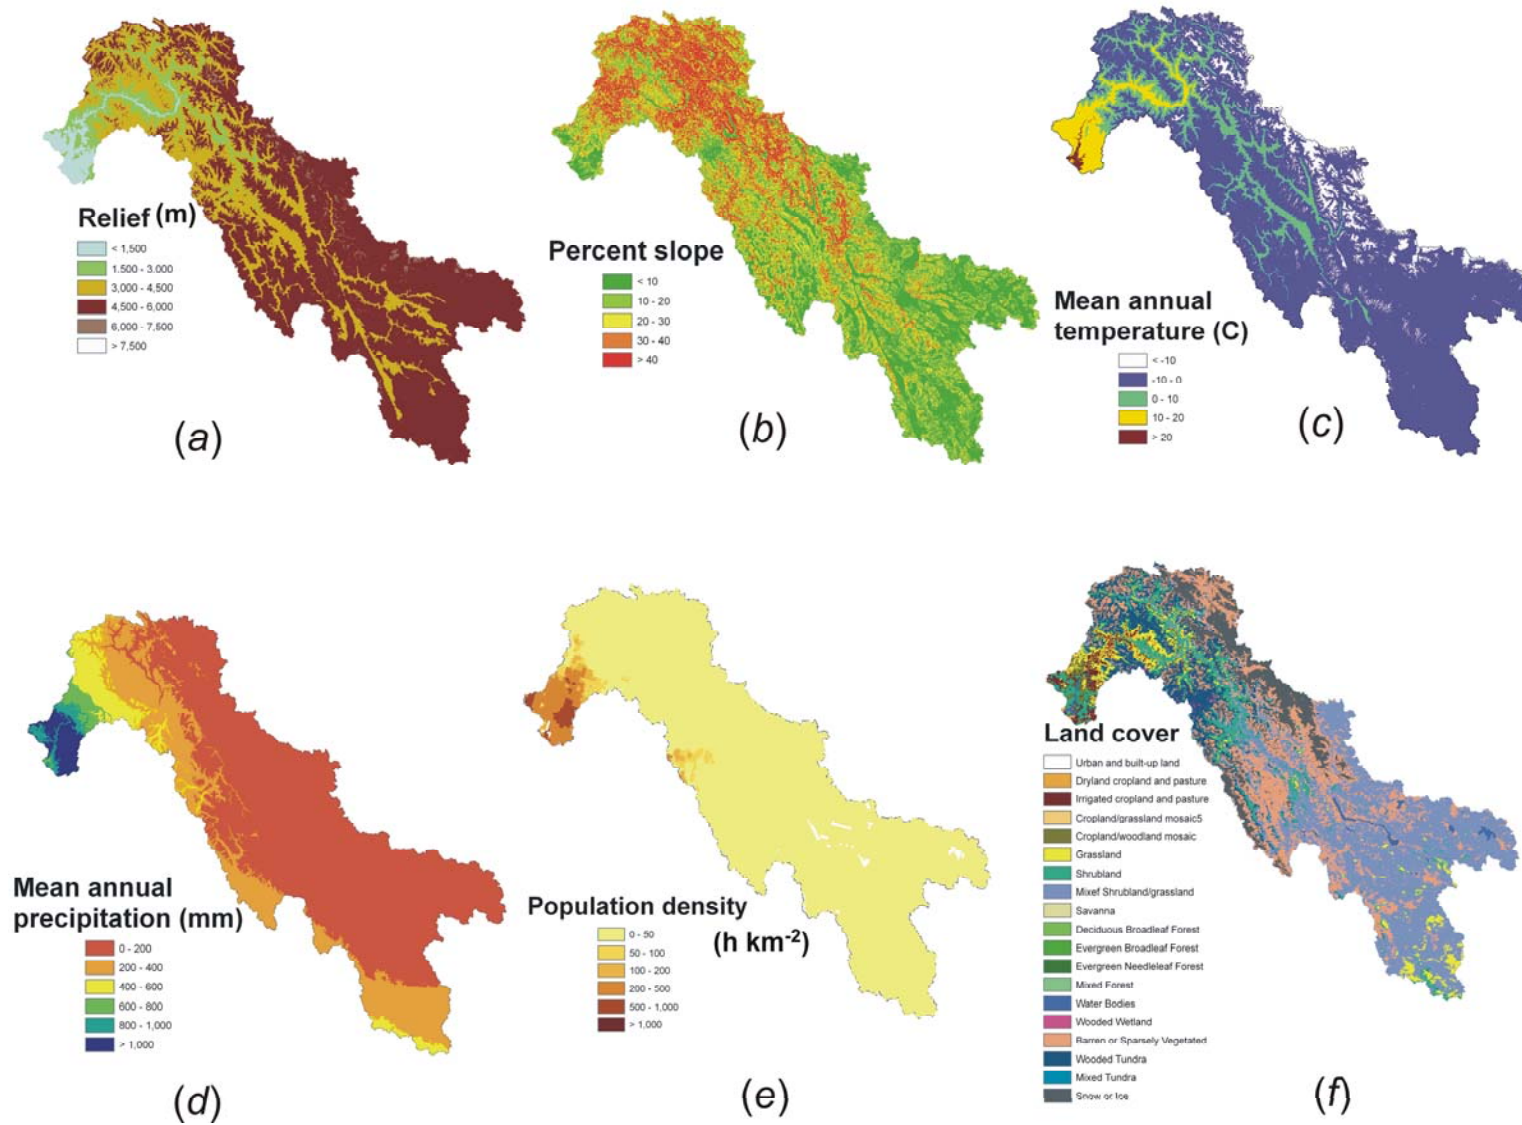 Relief (m)
< 1,500
1.500 - 3.000
3,000 - 4,500
4,500 - 6,000
6,000 - 7,500
> 7,500
(a)
Percent slope
< 10
10 - 20
20 - 30
30 - 40
> 40
(b)
Mean annual
temperature (C)
< -10
-10 - 0
0 - 10
10 - 20
> 20
(c)
Mean annual
precipitation (mm)
0 - 200
200 - 400
400 - 600
600 - 800
800 - 1,000
> 1,000
(d)
Population density
(h km-2)
0 - 50
50 - 100
100 - 200
200 - 500
500 - 1,000
> 1,000
(e)
Land cover
Urban and built-up land
Dryland cropland and pasture
Irrigated cropland and pasture
Cropland/grassland mosaic5
Cropland/woodland mosaic
Grassland
Shrubland
Mixef Shrubland/grassland
Savanna
Deciduous Broadleaf Forest
Evergreen Broadleaf Forest
Evergreen Needleleaf Forest
Mixed Forest
Water Bodies
Wooded Wetland
Barren or Sparsely Vegetated
Wooded Tundra
Mixed Tundra
Snow or Ice
(f)